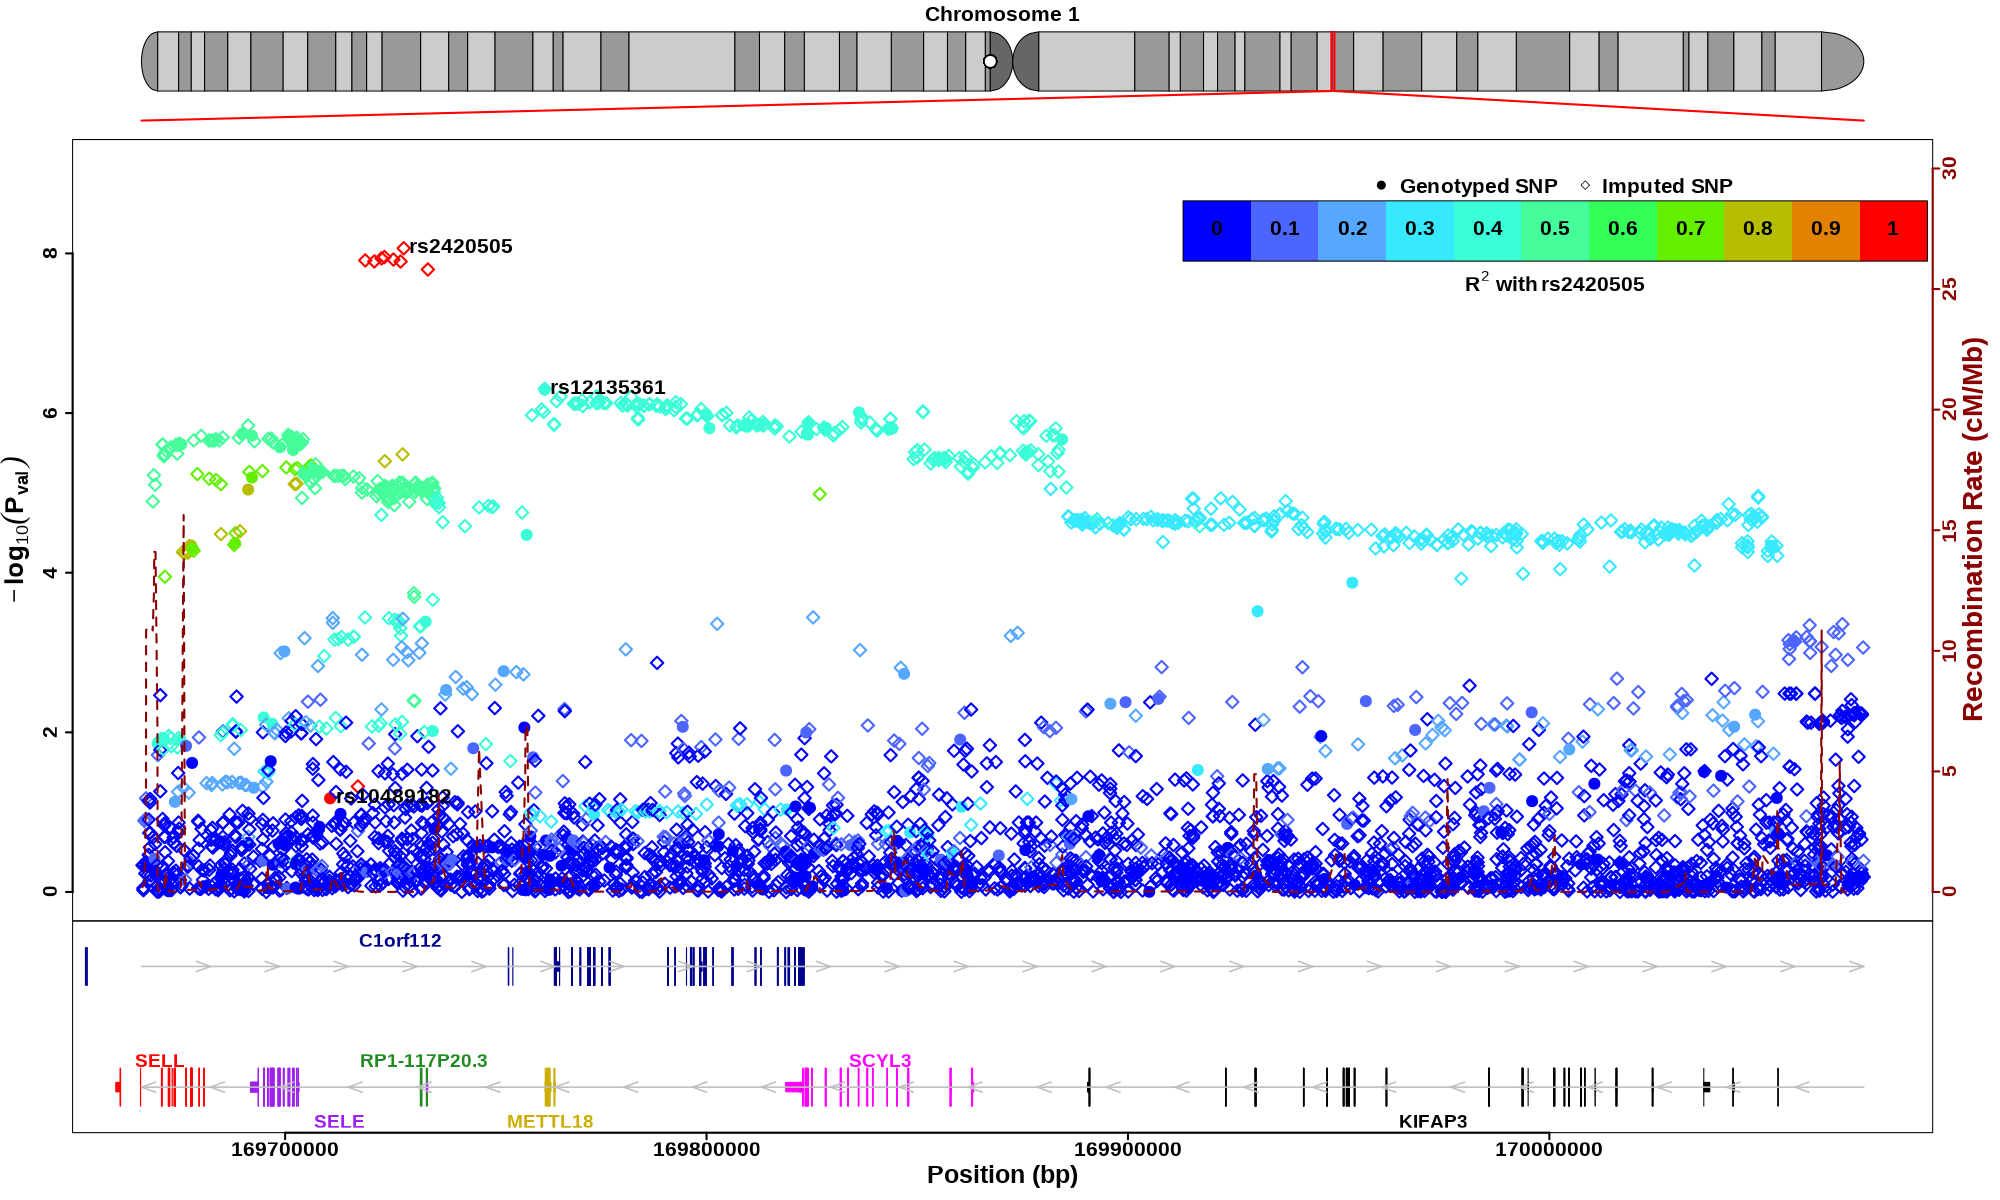 Chromosome 1
Genotyped SNP Imputed SNP
0 0.1 0.2 0.3 0.4 0.5 0.6 0.7 0.8 0.9 1
R² with rs2420505
rs2420505
rs12135361
rs10489182
−log₁₀(Pval)
0 2 4 6 8
Recombination Rate (cM/Mb)
0 5 10 15 20 25 30
C1orf112
SELL RP1-117P20.3 SCYL3
SELE METTL18 KIFAP3
169700000 169800000 169900000 170000000
Position (bp)